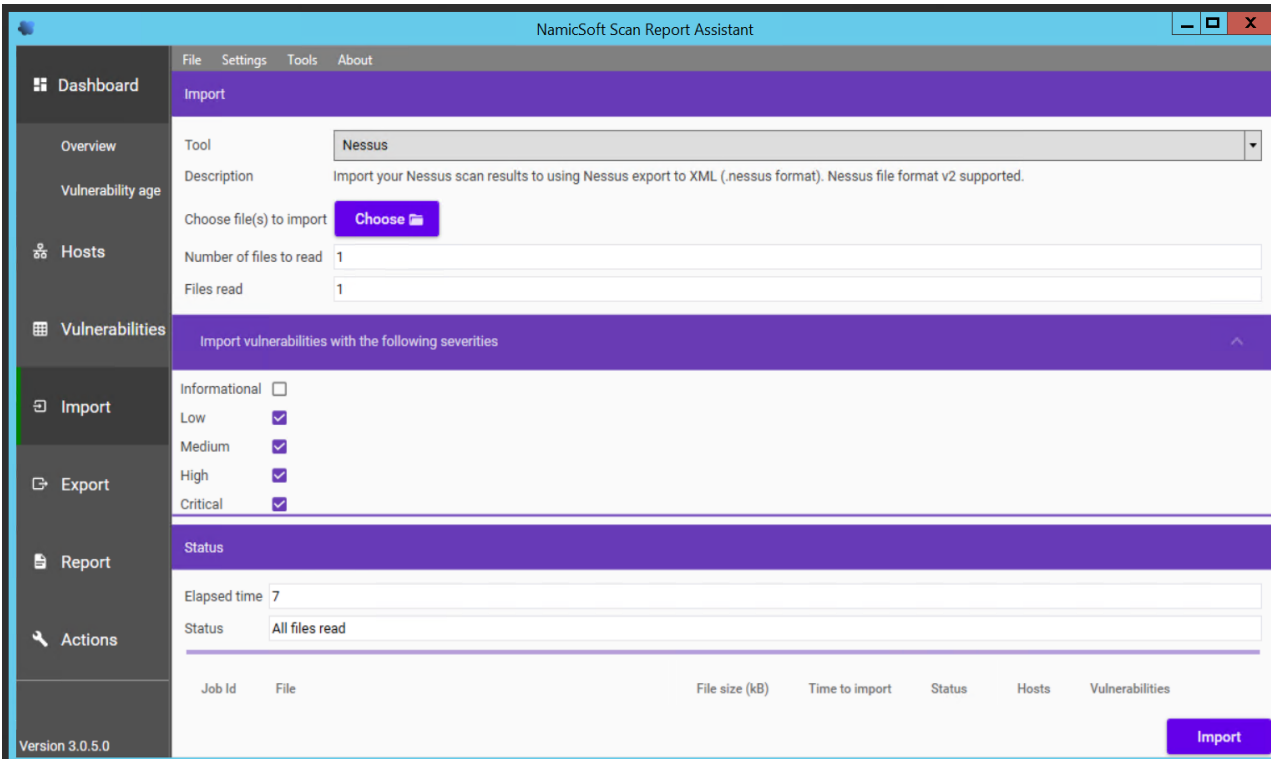 NamicSoft Scan Report Assistant
X
File Settings Tools About
Dashboard
Overview
Vulnerability age
Hosts
Vulnerabilities
Import
Export
Report
Actions
Version 3.0.5.0
Import
Tool Nessus
Description Import your Nessus scan results to using Nessus export to XML (.nessus format). Nessus file format v2 supported.
Choose file(s) to import Choose
Number of files to read 1
Files read 1
Import vulnerabilities with the following severities
Informational
Low
Medium
High
Critical
Status
Elapsed time 7
Status All files read
Job Id File File size (kB) Time to import Status Hosts Vulnerabilities
Import